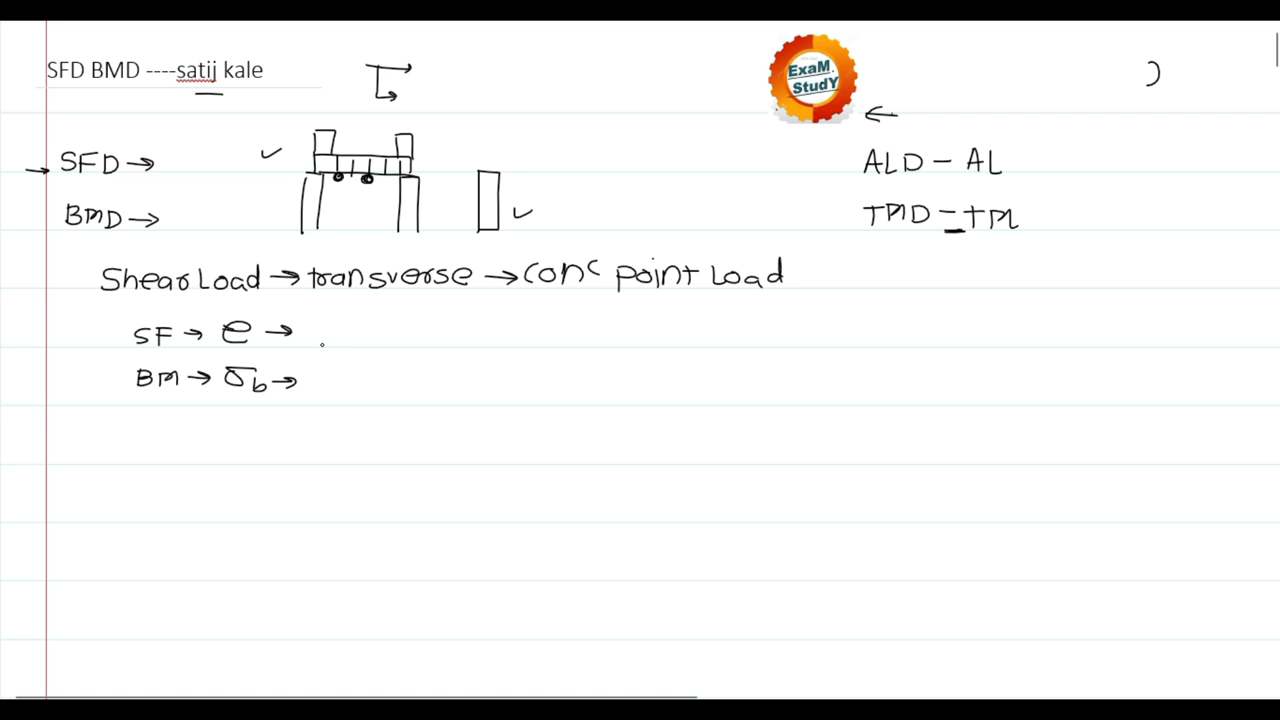 SFD BMD ----satij kale
ExaM
StudY
SFD →
BMD →
ALD - AL
TMD - TM
Shear Load → transverse → conc point Load
SF → e →
BM → σb →